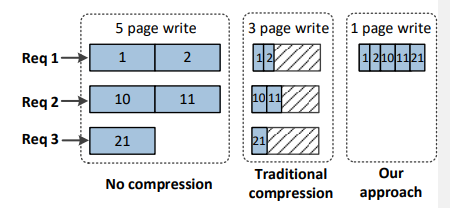 5 page write
3 page write
1 page write
Req 1
1
2
1
2
1
2
10
11
21
Req 2
10
11
10
11
Req 3
21
21
No compression
Traditional
compression
Our
approach